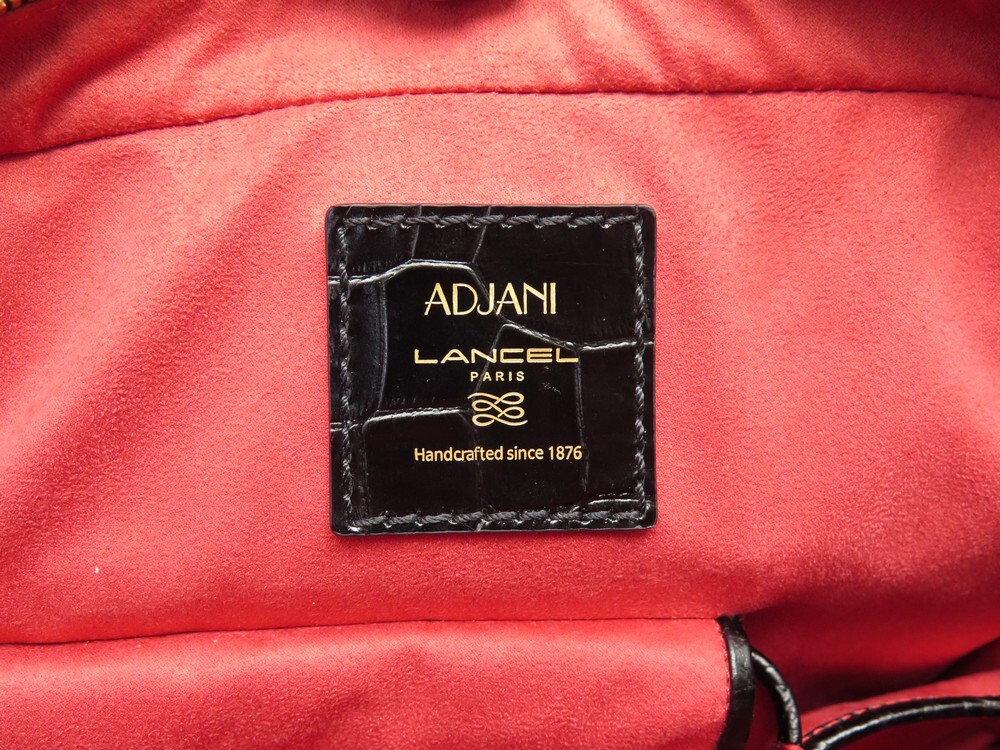 ADJANI
LANCEL
PARIS
Handcrafted since 1876